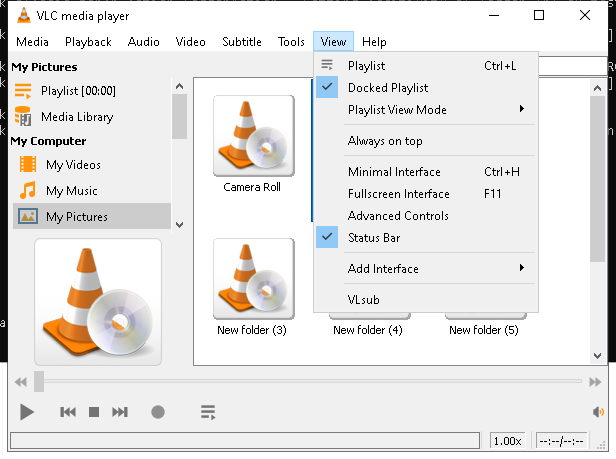 VLC media player
Media Playback Audio Video Subtitle Tools View Help
My Pictures
Playlist [00:00]
Media Library
My Computer
My Videos
My Music
My Pictures
Playlist Ctrl+L
Docked Playlist
Playlist View Mode
Always on top
Minimal Interface Ctrl+H
Fullscreen Interface F11
Advanced Controls
Status Bar
Add Interface
VLsub
Camera Roll
New folder (3)
New folder (4)
New folder (5)
1.00x
--:--/--:--